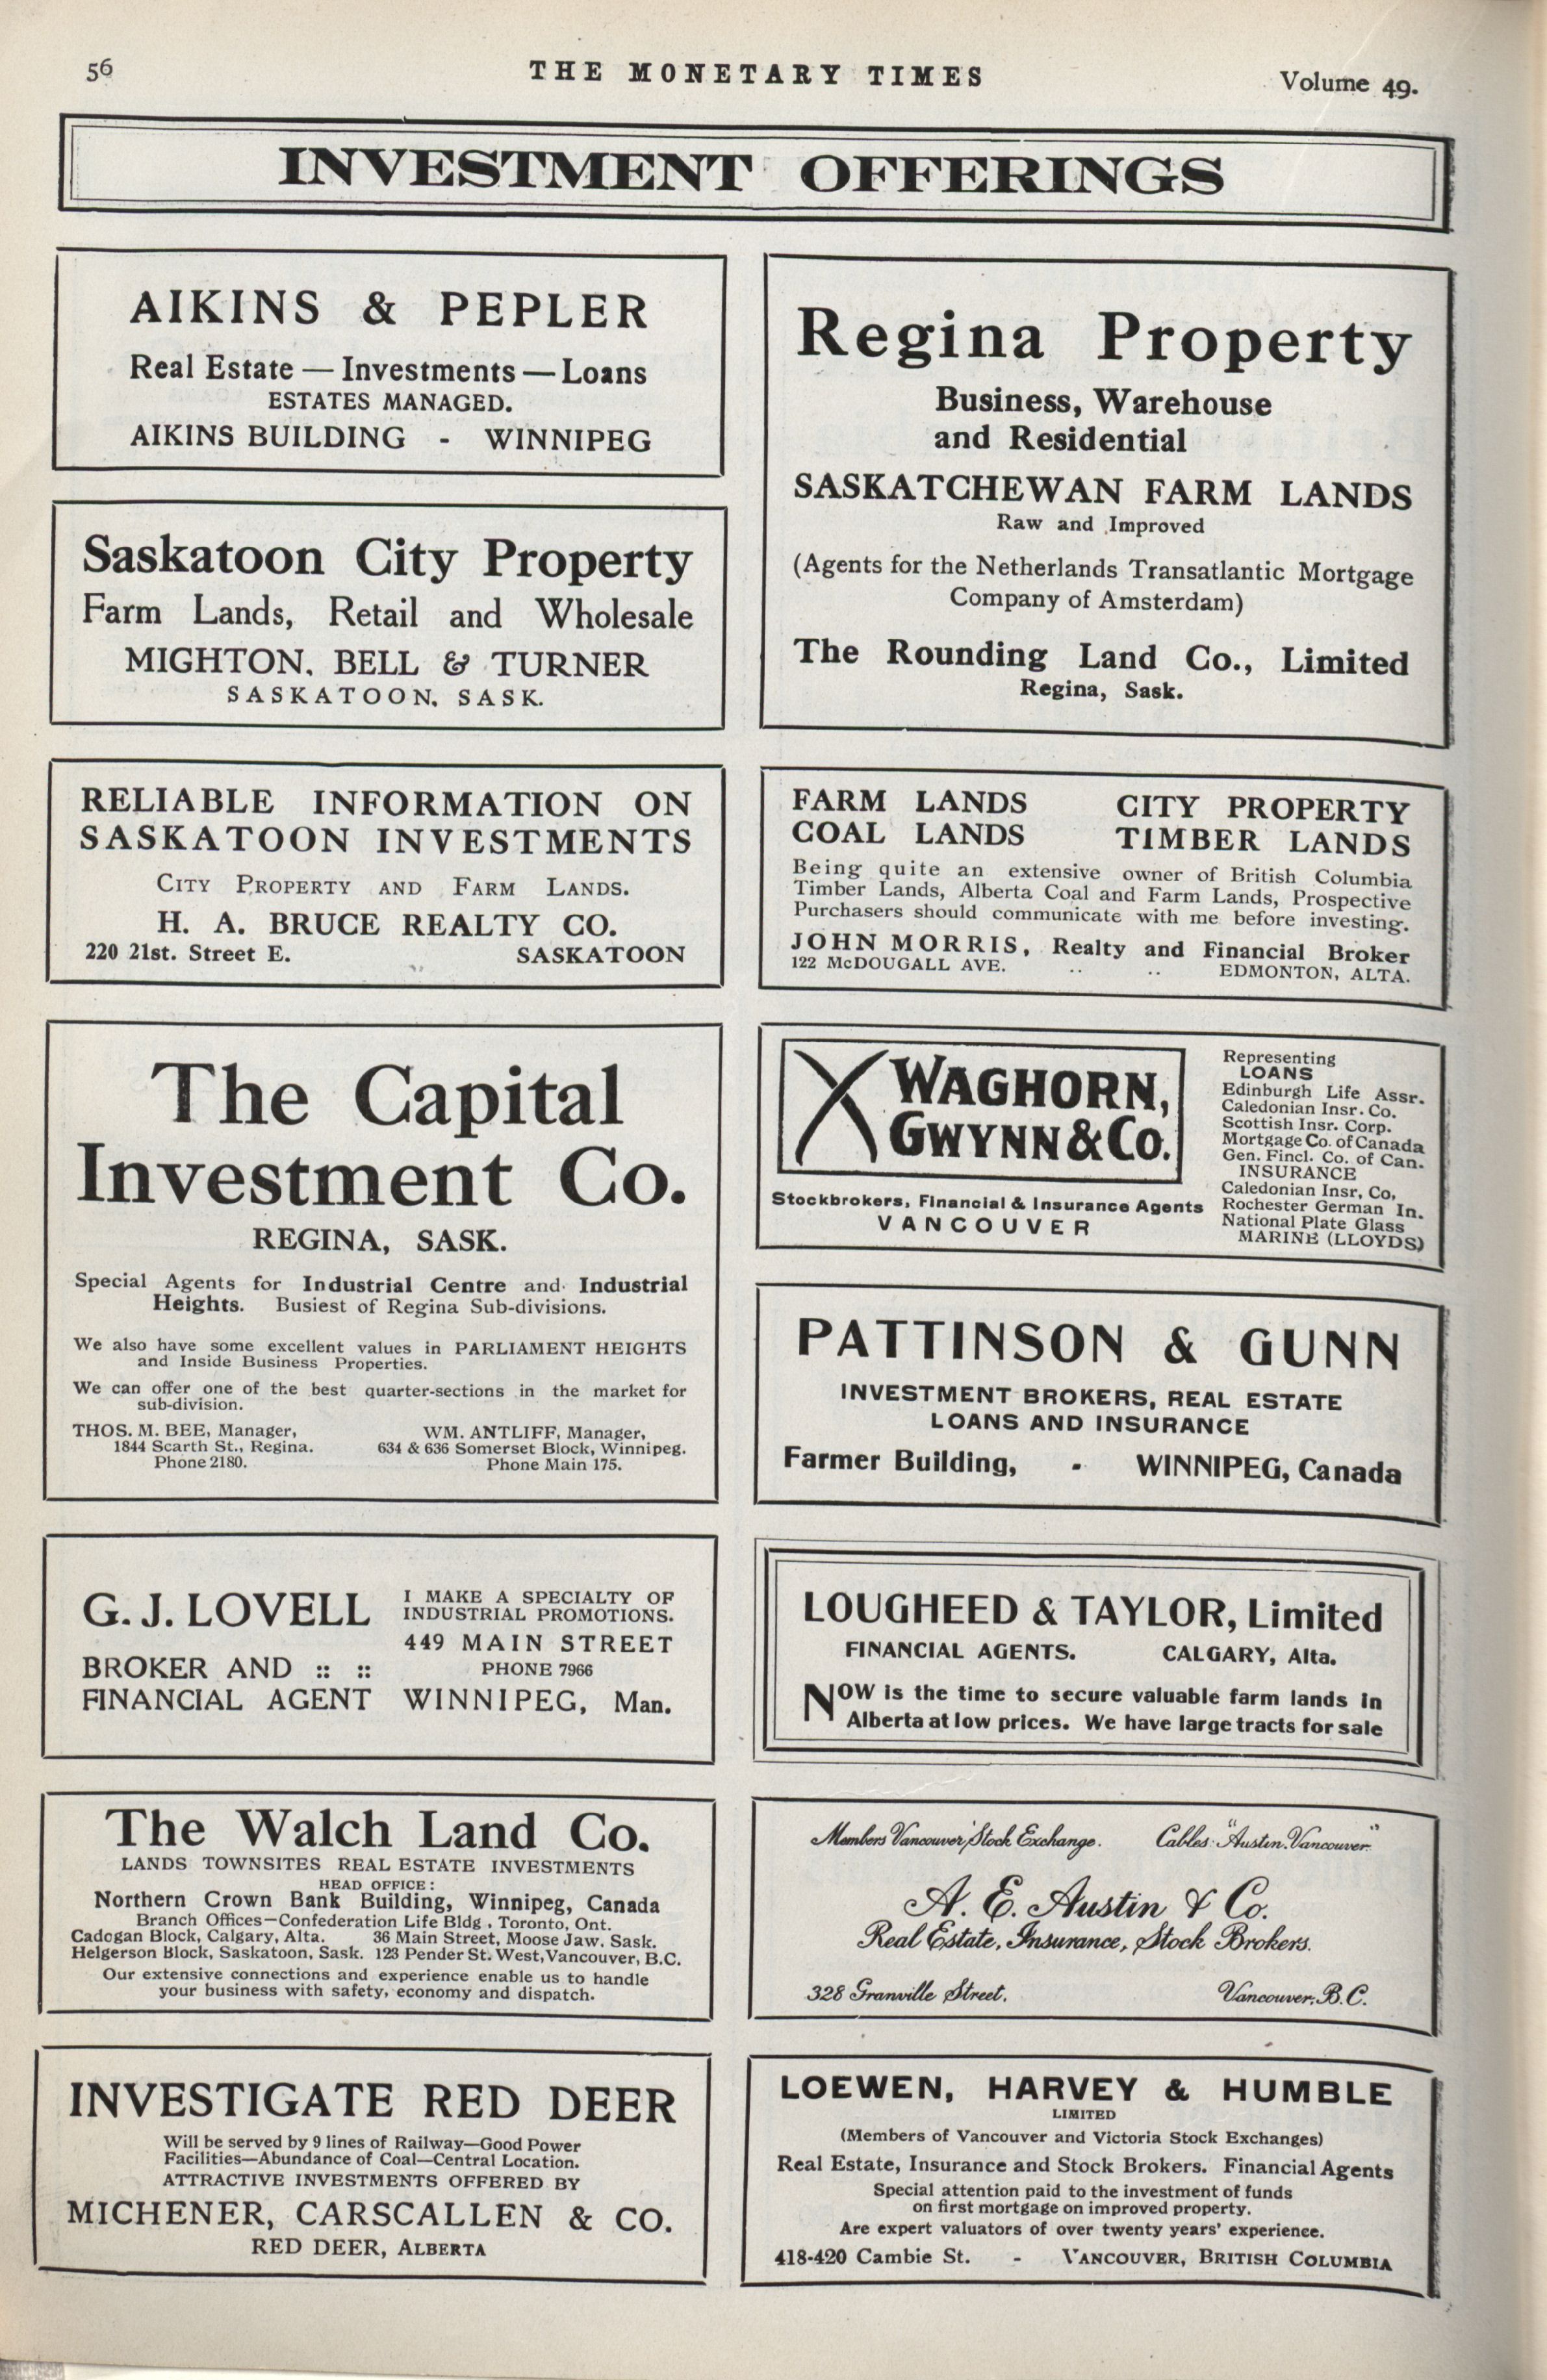 56
THE MONETARY TIMES
Volume 49.
INVESTMENT OFFERINGS
AIKINS & PEPLER
Real Estate — Investments — Loans
ESTATES MANAGED.
AIKINS BUILDING - WINNIPEG
Saskatoon City Property
Farm Lands, Retail and Wholesale
MIGHTON. BELL & TURNER
SASKATOON, SASK.
RELIABLE INFORMATION ON
SASKATOON INVESTMENTS
CITY PROPERTY AND FARM LANDS.
H. A. BRUCE REALTY CO.
220 21st. Street E. SASKATOON
The Capital
Investment Co.
REGINA, SASK.
Special Agents for Industrial Centre and Industrial
Heights. Busiest of Regina Sub-divisions.
We also have some excellent values in PARLIAMENT HEIGHTS
and Inside Business Properties.
We can offer one of the best quarter-sections in the market for
sub-division.
THOS. M. BEE, Manager,
1844 Scarth St., Regina.
Phone 2180.
WM. ANTLIFF, Manager,
634 & 636 Somerset Block, Winnipeg.
Phone Main 175.
G. J. LOVELL
BROKER AND :: ::
FINANCIAL AGENT
I MAKE A SPECIALTY OF
INDUSTRIAL PROMOTIONS.
449 MAIN STREET
PHONE 7966
WINNIPEG, Man.
The Walch Land Co.
LANDS TOWNSITES REAL ESTATE INVESTMENTS
HEAD OFFICE:
Northern Crown Bank Building, Winnipeg, Canada
Branch Offices—Confederation Life Bldg., Toronto, Ont.
Cadogan Block, Calgary, Alta. 36 Main Street, Moose Jaw. Sask.
Helgerson Block, Saskatoon, Sask. 123 Pender St. West, Vancouver, B.C.
Our extensive connections and experience enable us to handle
your business with safety, economy and dispatch.
INVESTIGATE RED DEER
Will be served by 9 lines of Railway—Good Power
Facilities—Abundance of Coal—Central Location.
ATTRACTIVE INVESTMENTS OFFERED BY
MICHENER, CARSCALLEN & CO.
RED DEER, ALBERTA
Regina Property
Business, Warehouse
and Residential
SASKATCHEWAN FARM LANDS
Raw and Improved
(Agents for the Netherlands Transatlantic Mortgage
Company of Amsterdam)
The Rounding Land Co., Limited
Regina, Sask.
FARM LANDS CITY PROPERTY
COAL LANDS TIMBER LANDS
Being quite an extensive owner of British Columbia
Timber Lands, Alberta Coal and Farm Lands, Prospective
Purchasers should communicate with me before investing.
JOHN MORRIS, Realty and Financial Broker
122 McDOUGALL AVE. .. .. EDMONTON, ALTA.
WAGHORN,
GWYNN & CO.
Stockbrokers, Financial & Insurance Agents
VANCOUVER
Representing
LOANS
Edinburgh Life Assr.
Caledonian Insr. Co.
Scottish Insr. Corp.
Mortgage Co. of Canada
Gen. Fincl. Co. of Can.
INSURANCE
Caledonian Insr, Co,
Rochester German In.
National Plate Glass
MARINE (LLOYDS)
PATTINSON & GUNN
INVESTMENT BROKERS, REAL ESTATE
LOANS AND INSURANCE
Farmer Building, - WINNIPEG, Canada
LOUGHEED & TAYLOR, Limited
FINANCIAL AGENTS. CALGARY, Alta.
NOW is the time to secure valuable farm lands in
Alberta at low prices. We have large tracts for sale
Members Vancouver Stock Exchange. Cables: "Austin. Vancouver"
A. E. Austin & Co.
Real Estate, Insurance, Stock Brokers.
328 Granville Street. Vancouver, B.C.
LOEWEN, HARVEY & HUMBLE
LIMITED
(Members of Vancouver and Victoria Stock Exchanges)
Real Estate, Insurance and Stock Brokers. Financial Agents
Special attention paid to the investment of funds
on first mortgage on improved property.
Are expert valuators of over twenty years' experience.
418-420 Cambie St. - VANCOUVER, BRITISH COLUMBIA